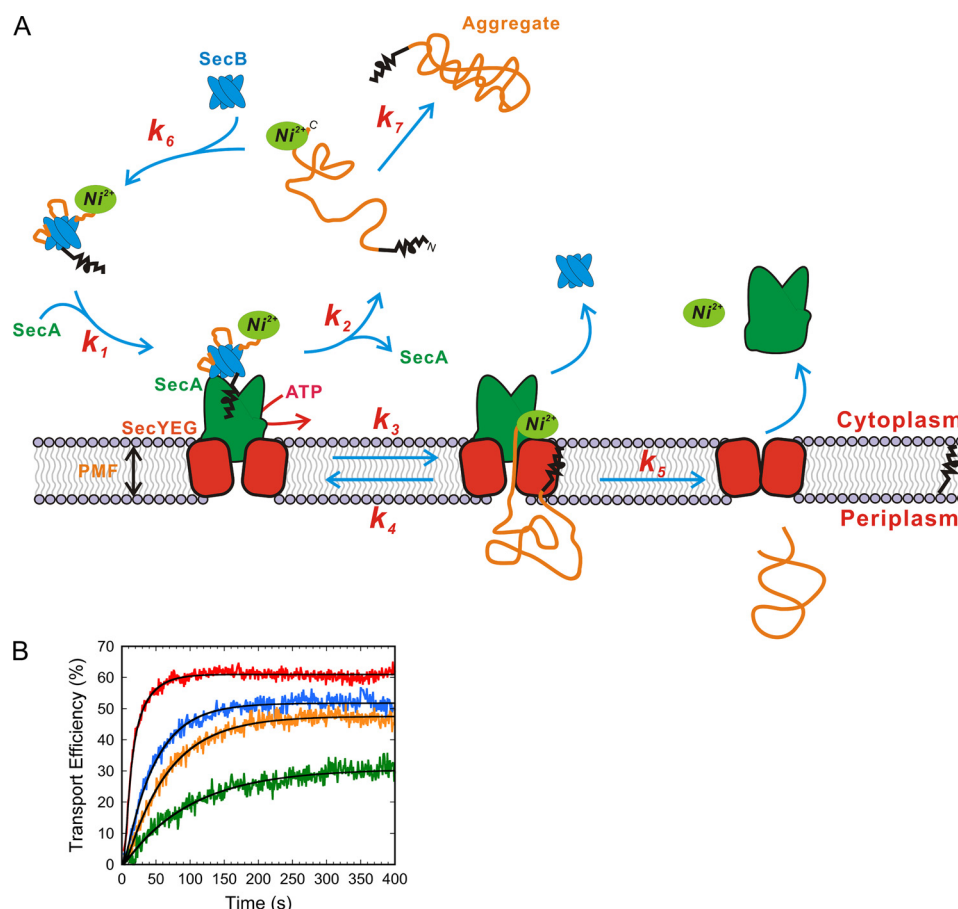 A
Aggregate
SecB
k6
Ni2+
C
k7
Ni2+
N
SecA
k1
Ni2+
k2
SecA
Ni2+
SecA
ATP
SecYEG
k3
Ni2+
Cytoplasm
PMF
k5
k4
Periplasm
B
Transport Efficiency (%)
70
60
50
40
30
20
10
0
0 50 100 150 200 250 300 350 400
Time (s)